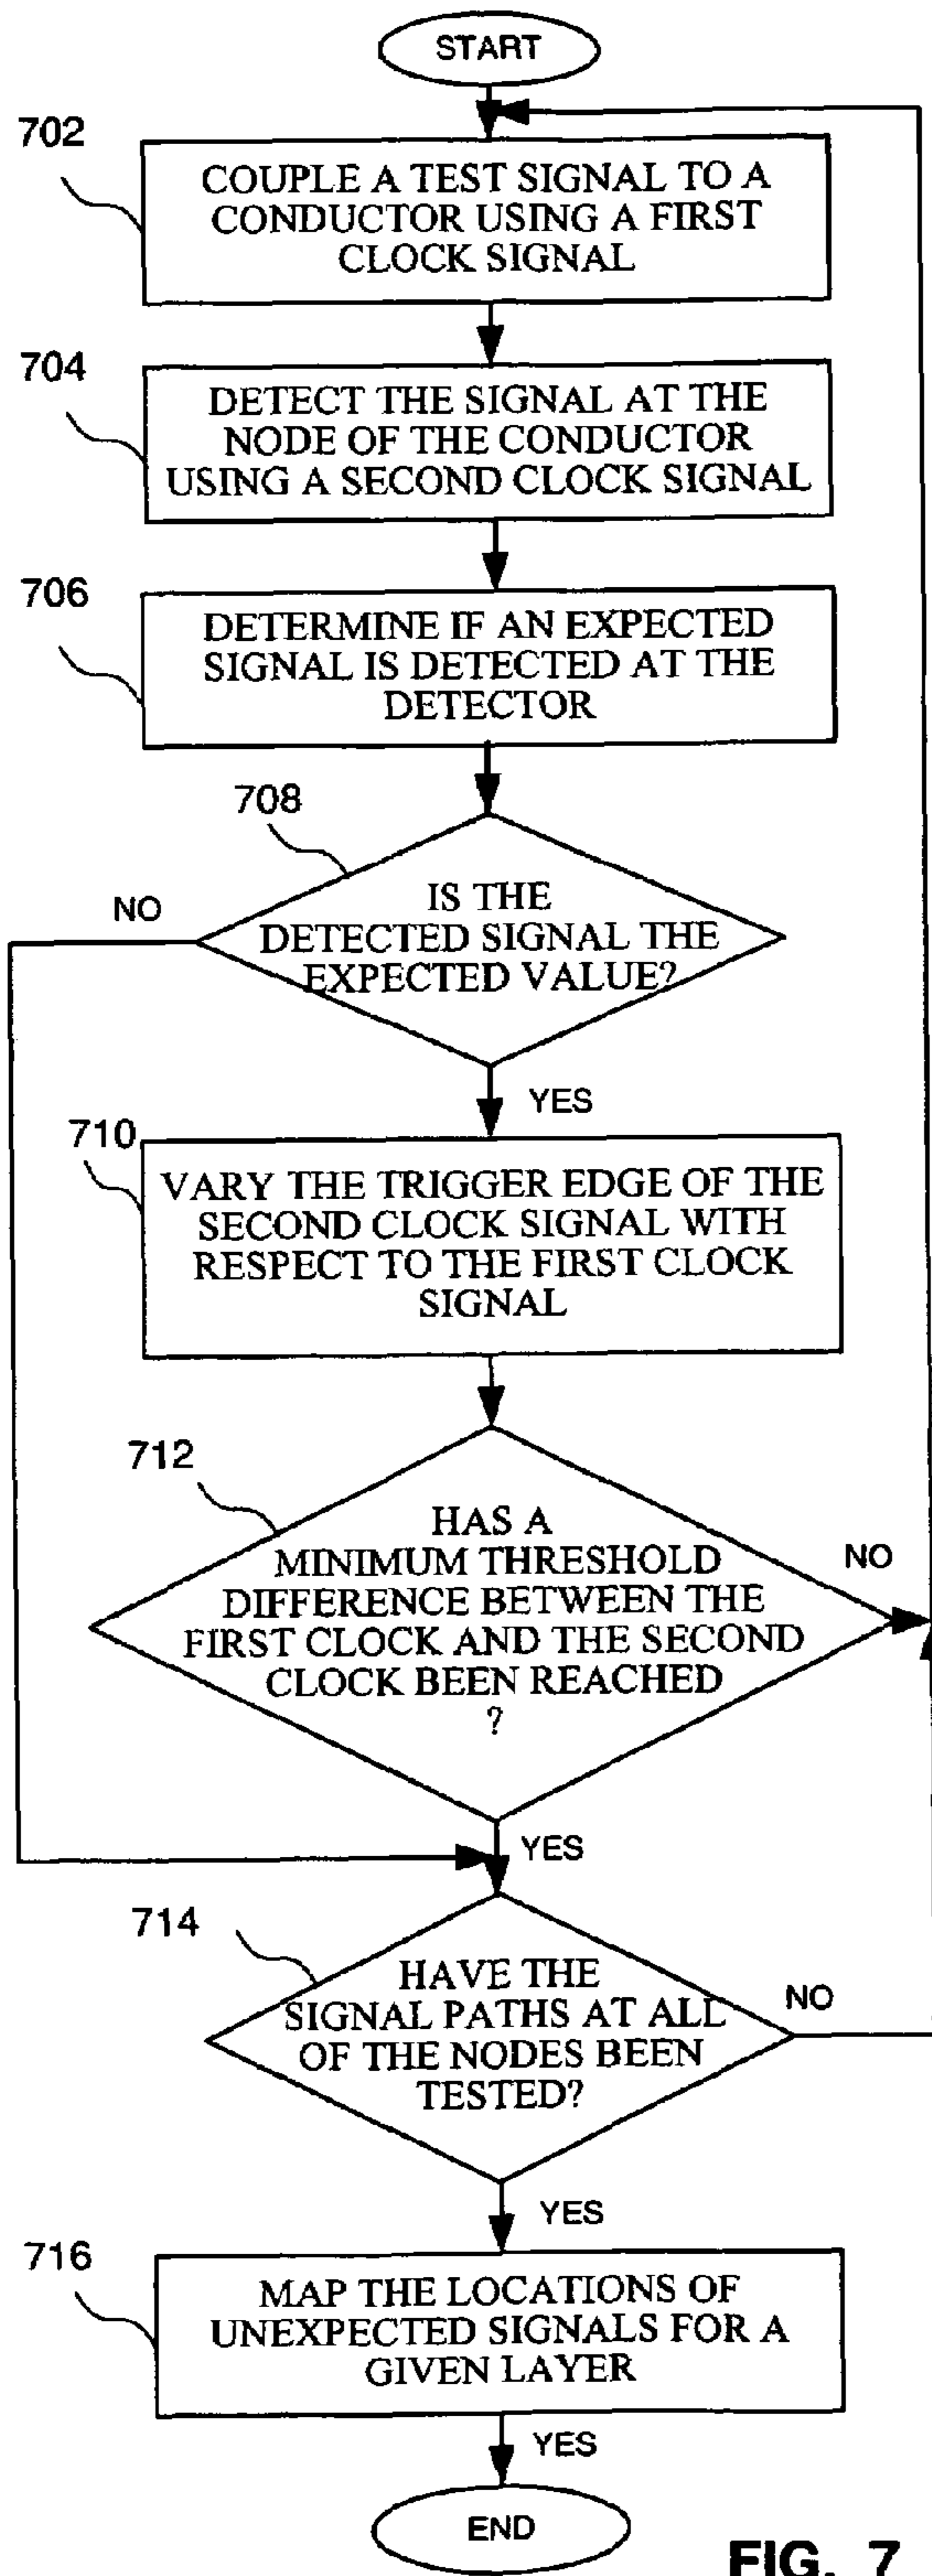 START
702
COUPLE A TEST SIGNAL TO A
CONDUCTOR USING A FIRST
CLOCK SIGNAL
704
DETECT THE SIGNAL AT THE
NODE OF THE CONDUCTOR
USING A SECOND CLOCK SIGNAL
706
DETERMINE IF AN EXPECTED
SIGNAL IS DETECTED AT THE
DETECTOR
708
NO
IS THE
DETECTED SIGNAL THE
EXPECTED VALUE?
YES
710
VARY THE TRIGGER EDGE OF THE
SECOND CLOCK SIGNAL WITH
RESPECT TO THE FIRST CLOCK
SIGNAL
712
HAS A
MINIMUM THRESHOLD
DIFFERENCE BETWEEN THE
FIRST CLOCK AND THE SECOND
CLOCK BEEN REACHED
?
NO
YES
714
HAVE THE
SIGNAL PATHS AT ALL
OF THE NODES BEEN
TESTED?
NO
YES
716
MAP THE LOCATIONS OF
UNEXPECTED SIGNALS FOR A
GIVEN LAYER
YES
END
FIG. 7